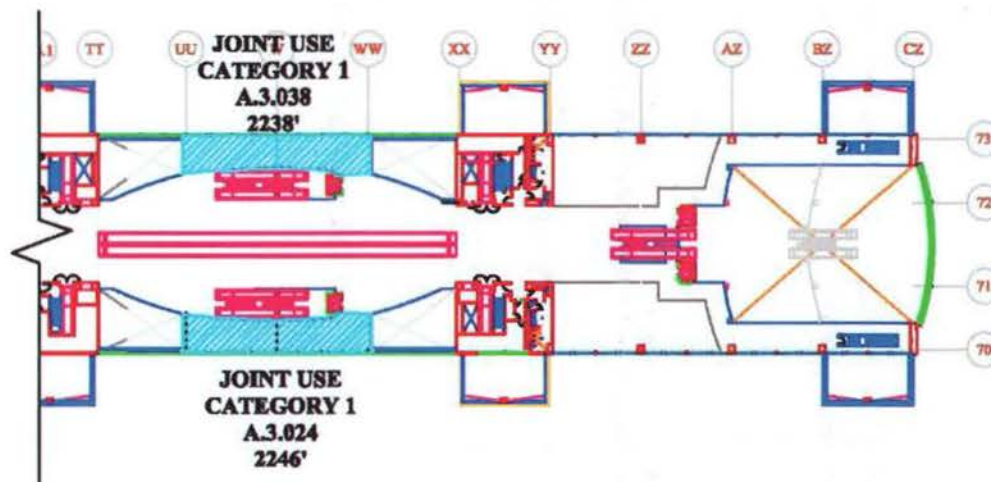 TT UU WW XX YY ZZ AZ BZ CZ
JOINT USE
CATEGORY 1
A.3.038
2238'
73
72
71
70
JOINT USE
CATEGORY 1
A.3.024
2246'